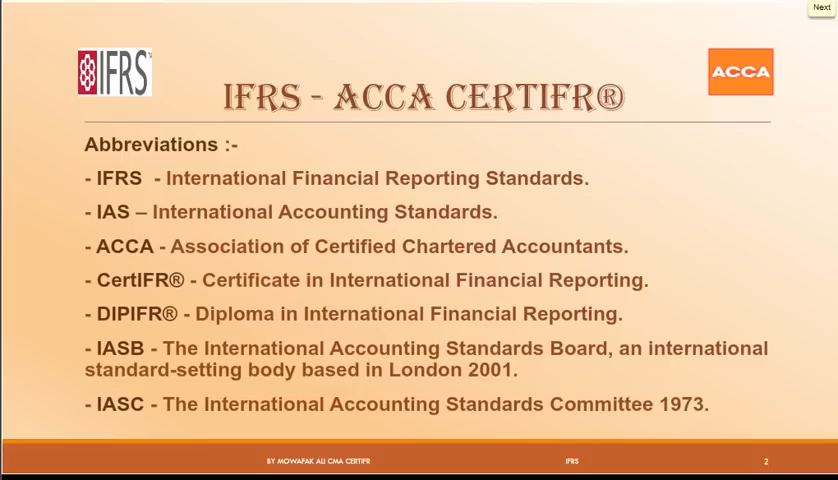 Next
IFRS
ACCA
IFRS - ACCA CERTIFR®
Abbreviations :-
- IFRS - International Financial Reporting Standards.
- IAS – International Accounting Standards.
- ACCA - Association of Certified Chartered Accountants.
- CertIFR® - Certificate in International Financial Reporting.
- DIPIFR® - Diploma in International Financial Reporting.
- IASB - The International Accounting Standards Board, an international
standard-setting body based in London 2001.
- IASC - The International Accounting Standards Committee 1973.
BY MOWAFAK ALI CMA CERTIFR IFRS 2